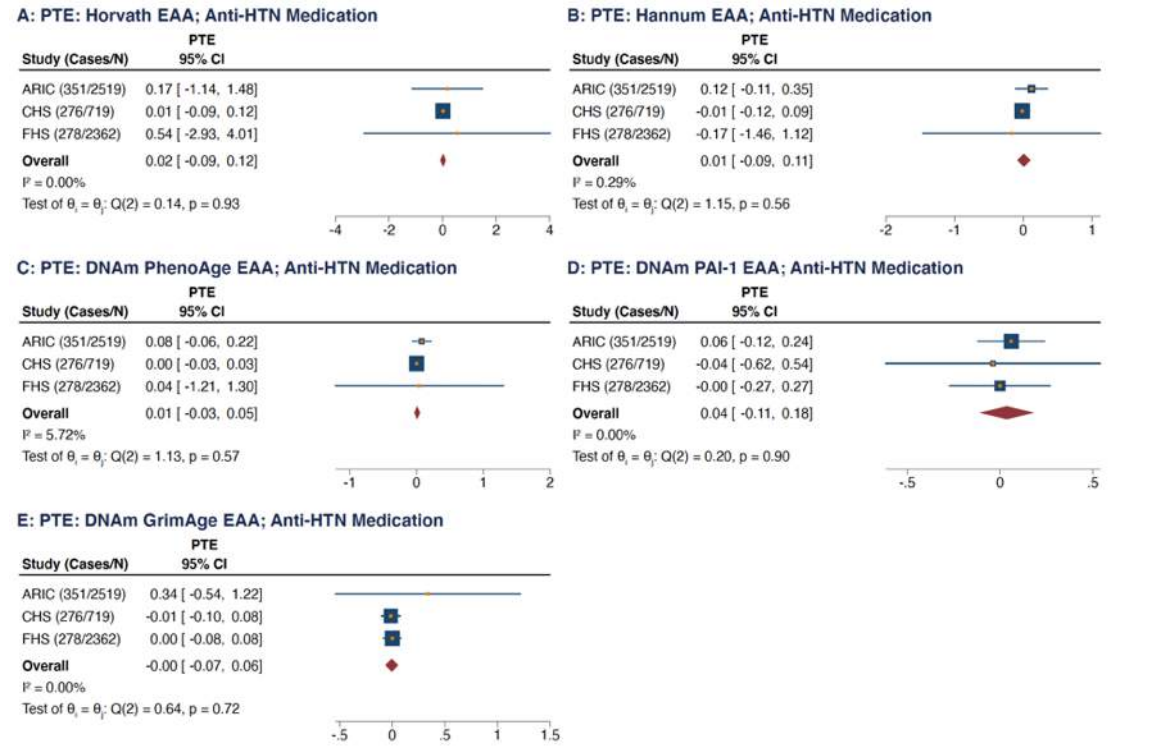 A: PTE: Horvath EAA; Anti-HTN Medication
PTE
Study (Cases/N) 95% CI
ARIC (351/2519) 0.17 [ -1.14, 1.48]
CHS (276/719) 0.01 [ -0.09, 0.12]
FHS (278/2362) 0.54 [ -2.93, 4.01]
Overall 0.02 [ -0.09, 0.12]
I² = 0.00%
Test of θᵢ = θⱼ: Q(2) = 0.14, p = 0.93
-4 -2 0 2 4
B: PTE: Hannum EAA; Anti-HTN Medication
PTE
Study (Cases/N) 95% CI
ARIC (351/2519) 0.12 [ -0.11, 0.35]
CHS (276/719) -0.01 [ -0.12, 0.09]
FHS (278/2362) -0.17 [ -1.46, 1.12]
Overall 0.01 [ -0.09, 0.11]
I² = 0.29%
Test of θᵢ = θⱼ: Q(2) = 1.15, p = 0.56
-2 -1 0 1
C: PTE: DNAm PhenoAge EAA; Anti-HTN Medication
PTE
Study (Cases/N) 95% CI
ARIC (351/2519) 0.08 [ -0.06, 0.22]
CHS (276/719) 0.00 [ -0.03, 0.03]
FHS (278/2362) 0.04 [ -1.21, 1.30]
Overall 0.01 [ -0.03, 0.05]
I² = 5.72%
Test of θᵢ = θⱼ: Q(2) = 1.13, p = 0.57
-1 0 1 2
D: PTE: DNAm PAI-1 EAA; Anti-HTN Medication
PTE
Study (Cases/N) 95% CI
ARIC (351/2519) 0.06 [ -0.12, 0.24]
CHS (276/719) -0.04 [ -0.62, 0.54]
FHS (278/2362) -0.00 [ -0.27, 0.27]
Overall 0.04 [ -0.11, 0.18]
I² = 0.00%
Test of θᵢ = θⱼ: Q(2) = 0.20, p = 0.90
-.5 0 .5
E: PTE: DNAm GrimAge EAA; Anti-HTN Medication
PTE
Study (Cases/N) 95% CI
ARIC (351/2519) 0.34 [ -0.54, 1.22]
CHS (276/719) -0.01 [ -0.10, 0.08]
FHS (278/2362) 0.00 [ -0.08, 0.08]
Overall -0.00 [ -0.07, 0.06]
I² = 0.00%
Test of θᵢ = θⱼ: Q(2) = 0.64, p = 0.72
-.5 0 .5 1 1.5